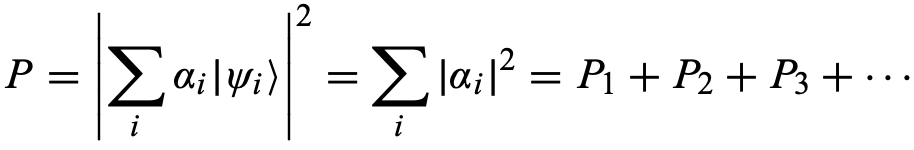 P = |∑_i α_i|ψ_i⟩|^2 = ∑_i |α_i|^2 = P_1 + P_2 + P_3 + ⋯